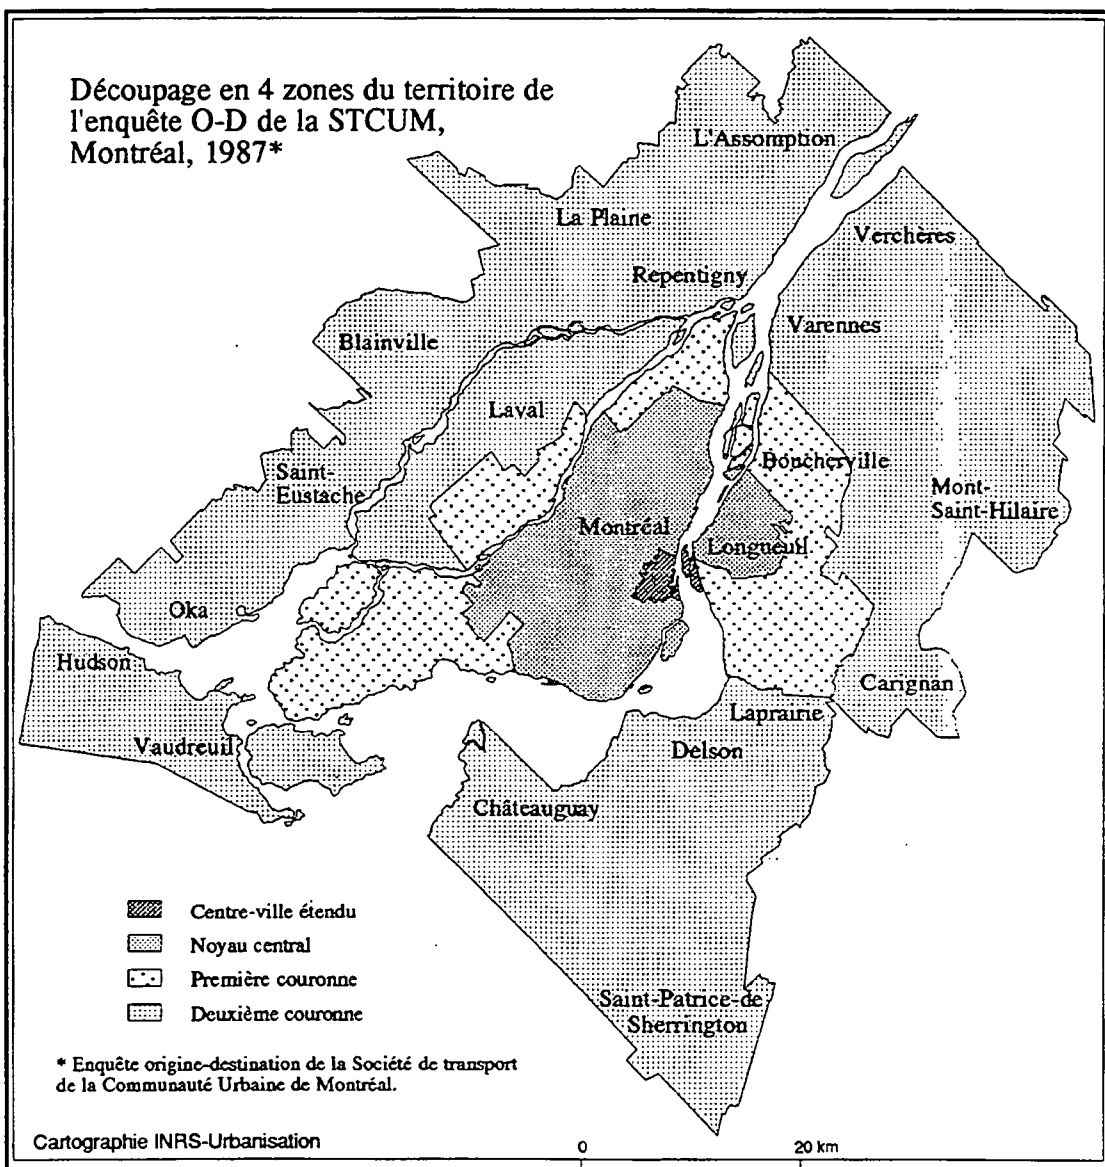 Découpage en 4 zones du territoire de
l'enquête O-D de la STCUM,
Montréal, 1987*
L'Assomption
La Plaine
Verchères
Repentigny
Varennes
Blainville
Laval
Boucherville
Saint-
Eustache
Mont-
Saint-Hilaire
Montréal
Longueuil
Oka
Hudson
Carignan
Laprairie
Vaudreuil
Delson
Châteauguay
Centre-ville étendu
Noyau central
Première couronne
Deuxième couronne
Saint-Patrice-de-
Sherrington
* Enquête origine-destination de la Société de transport
de la Communauté Urbaine de Montréal.
Cartographie INRS-Urbanisation
0 20 km